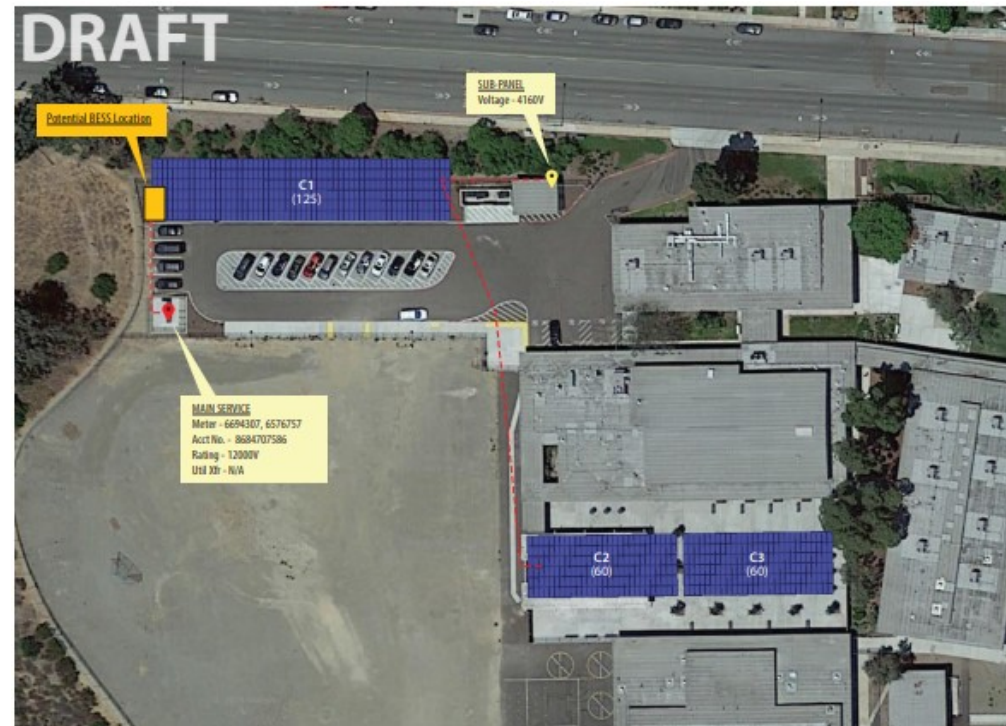 DRAFT
SUB-PANEL
Voltage - 4160V
Potential BESS Location
C1
(125)
MAIN SERVICE
Meter - 6694307, 6576757
Acct No. - 8684707586
Rating - 12000V
Util Xfr - N/A
C2
(60)
C3
(60)